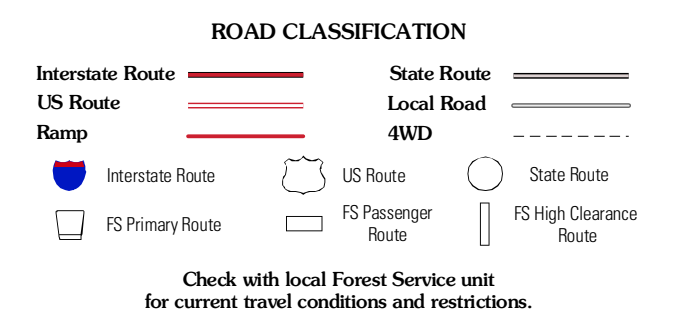 ROAD CLASSIFICATION
Interstate Route
State Route
US Route
Local Road
Ramp
4WD
Interstate Route
US Route
State Route
FS Primary Route
FS Passenger
Route
FS High Clearance
Route
Check with local Forest Service unit
for current travel conditions and restrictions.